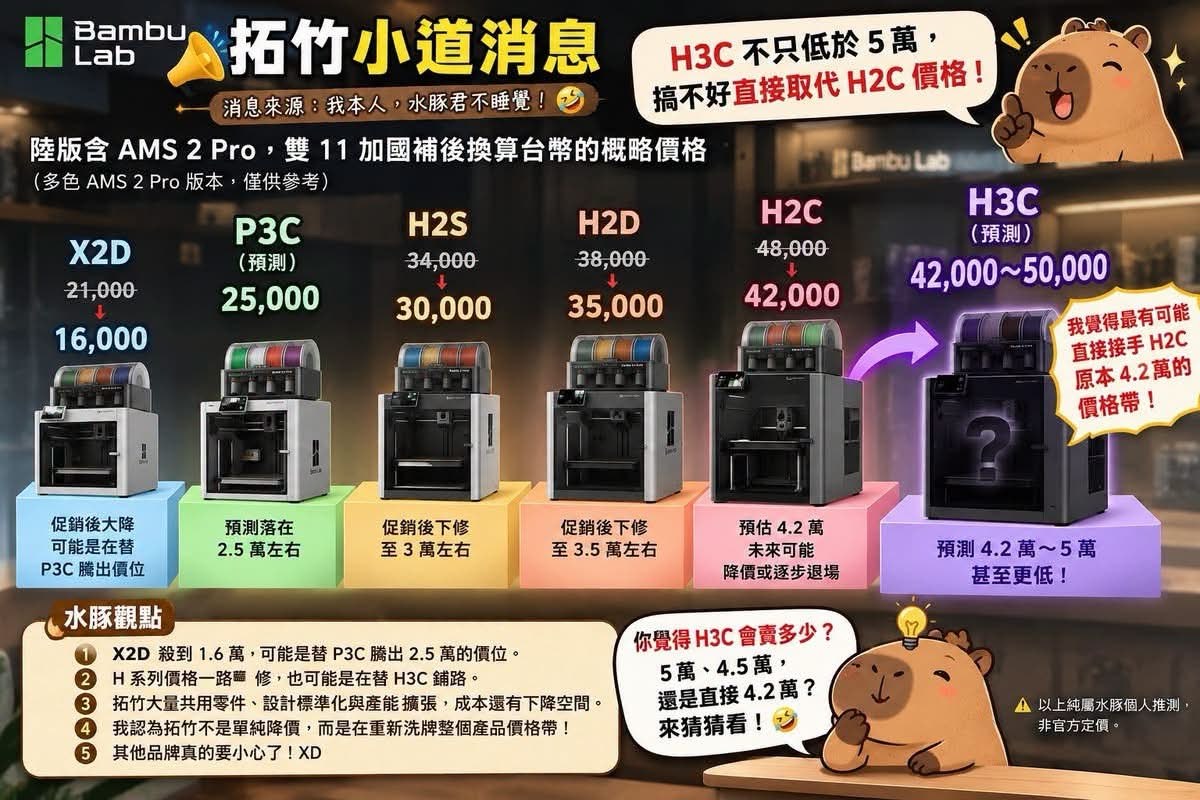 Bambu Lab
拓竹小道消息
消息來源：我本人，水豚君不睡覺！🤣
H3C 不只低於 5 萬，
搞不好直接取代 H2C 價格！
陸版含 AMS 2 Pro，雙 11 加國補後換算台幣的概略價格
（多色 AMS 2 Pro 版本，僅供參考）
Bambu Lab
X2D
21,000
↓
16,000
P3C
（預測）
25,000
H2S
34,000
↓
30,000
H2D
38,000
↓
35,000
H2C
48,000
↓
42,000
H3C
（預測）
42,000～50,000
我覺得最有可能
直接接手 H2C
原本 4.2 萬的
價格帶！
?
促銷後大降
可能是在替
P3C 騰出價位
預測落在
2.5 萬左右
促銷後下修
至 3 萬左右
促銷後下修
至 3.5 萬左右
預估 4.2 萬
未來可能
降價或逐步退場
預測 4.2 萬～5 萬
甚至更低！
水豚觀點
1 X2D 殺到 1.6 萬，可能是替 P3C 騰出 2.5 萬的價位。
2 H 系列價格一路 修，也可能是在替 H3C 鋪路。
3 拓竹大量共用零件、設計標準化與產能擴張，成本還有下降空間。
4 我認為拓竹不是單純降價，而是在重新洗牌整個產品價格帶！
5 其他品牌真的要小心了！XD
你覺得 H3C 會賣多少？
5 萬、4.5 萬，
還是直接 4.2 萬？
來猜猜看！🤣
⚠ 以上純屬水豚個人推測，
非官方定價。